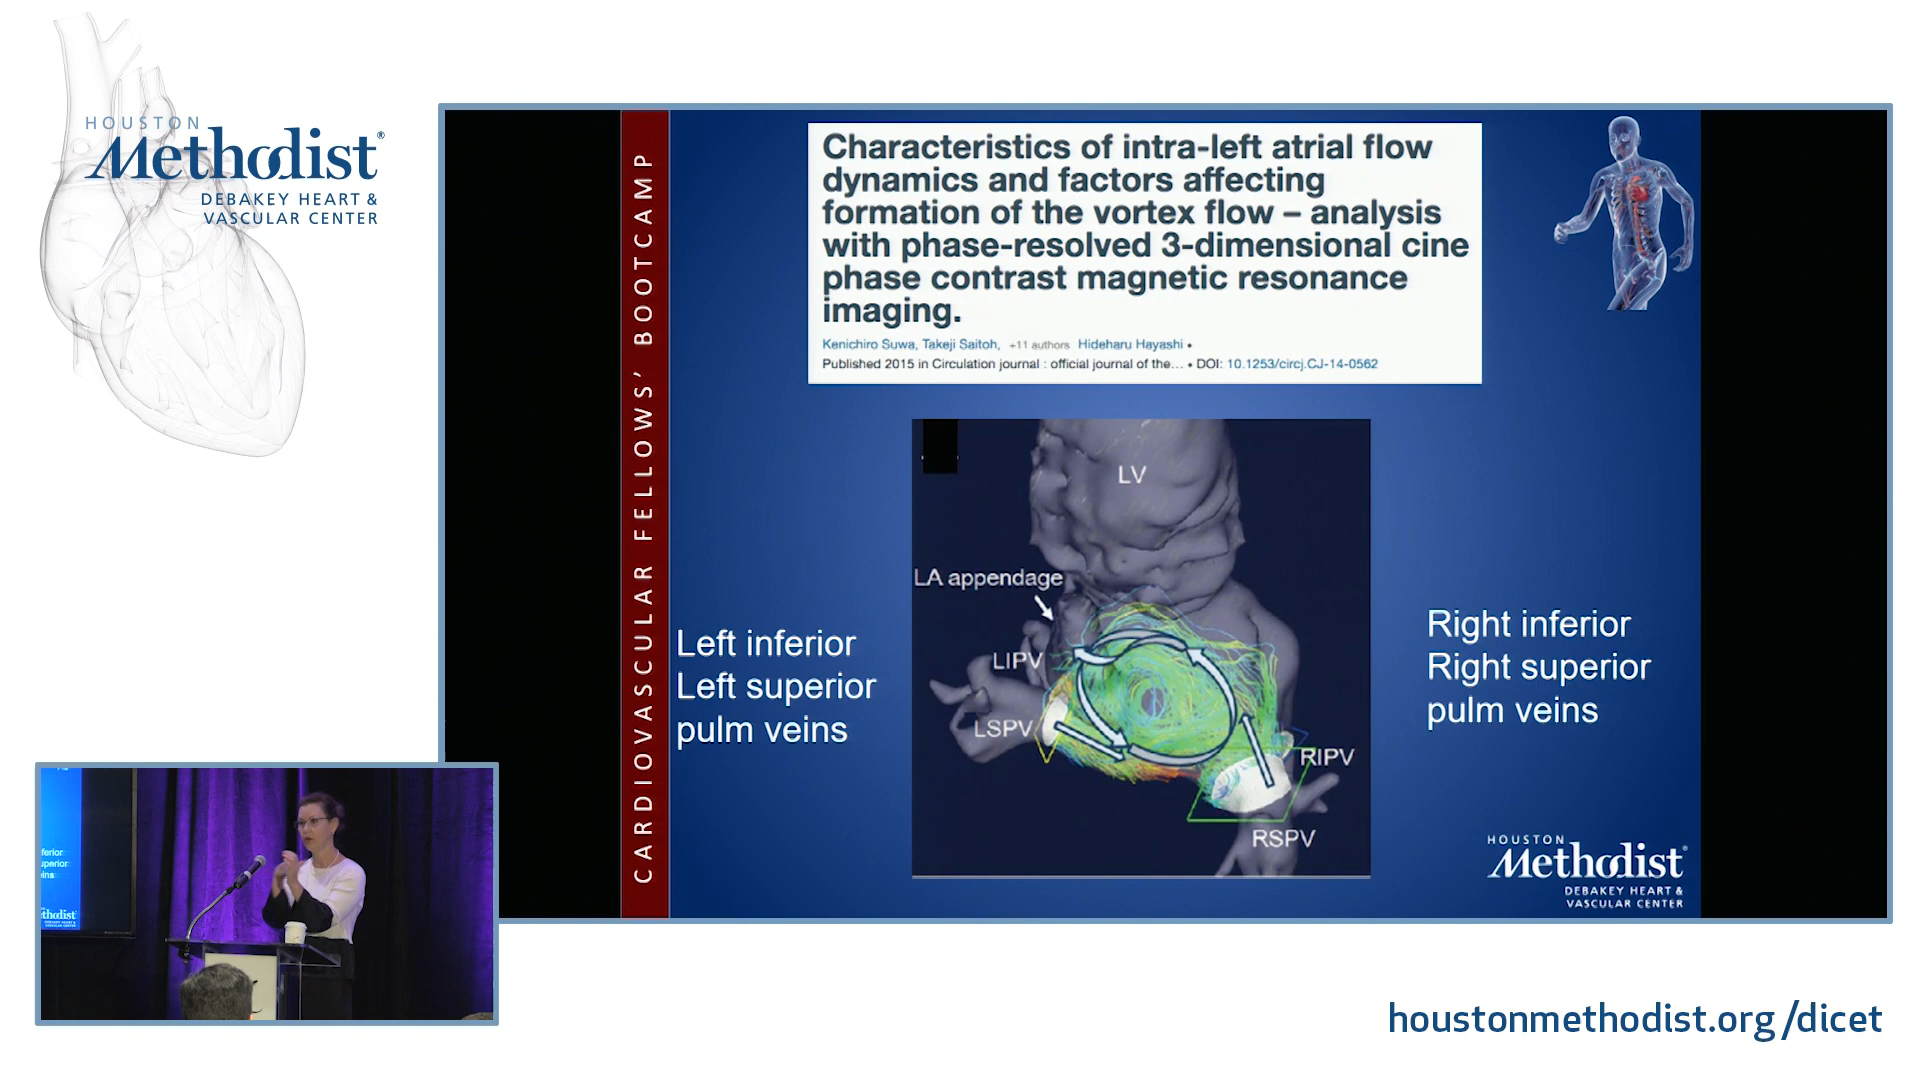 HOUSTON
Methodist®
DEBAKEY HEART &
VASCULAR CENTER
CARDIOVASCULAR FELLOWS' BOOTCAMP
Characteristics of intra-left atrial flow
dynamics and factors affecting
formation of the vortex flow – analysis
with phase-resolved 3-dimensional cine
phase contrast magnetic resonance
imaging.
Kenichiro Suwa, Takeji Saitoh, +11 authors Hideharu Hayashi •
Published 2015 in Circulation journal : official journal of the... • DOI: 10.1253/circj.CJ-14-0562
LV
LA appendage
LIPV
LSPV
RIPV
RSPV
Left inferior
Left superior
pulm veins
Right inferior
Right superior
pulm veins
HOUSTON
Methodist®
DEBAKEY HEART &
VASCULAR CENTER
ferior
uperior
eins
thodist
houstonmethodist.org/dicet